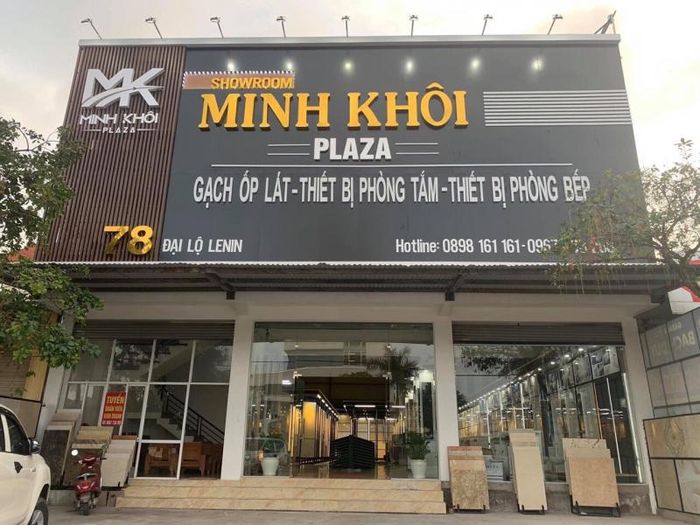 MK
MINH KHÔI
PLAZA
SHOWROOM
MINH KHÔI
PLAZA
GẠCH ỐP LÁT-THIẾT BỊ PHÒNG TẮM-THIẾT BỊ PHÒNG BẾP
78 ĐẠI LỘ LENIN
Hotline: 0898 161 161-
TUYỂN